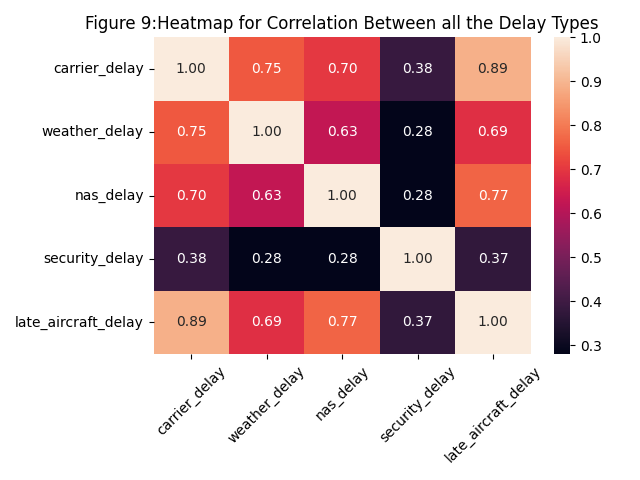 Figure 9:Heatmap for Correlation Between all the Delay Types
carrier_delay 1.00 0.75 0.70 0.38 0.89
weather_delay 0.75 1.00 0.63 0.28 0.69
nas_delay 0.70 0.63 1.00 0.28 0.77
security_delay 0.38 0.28 0.28 1.00 0.37
late_aircraft_delay 0.89 0.69 0.77 0.37 1.00
carrier_delay weather_delay nas_delay security_delay late_aircraft_delay
1.0
0.9
0.8
0.7
0.6
0.5
0.4
0.3